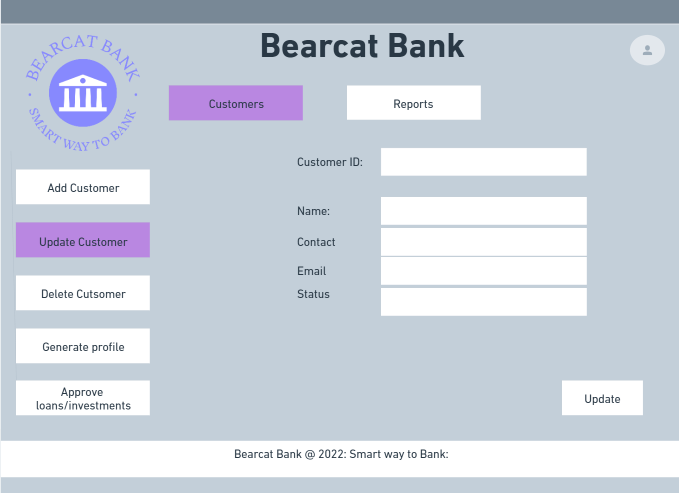 Bearcat Bank
BEARCAT BANK
SMART WAY TO BANK
Customers
Reports
Customer ID:
Add Customer
Name:
Update Customer
Contact
Email
Delete Cutsomer
Status
Generate profile
Approve
loans/investments
Update
Bearcat Bank @ 2022: Smart way to Bank: